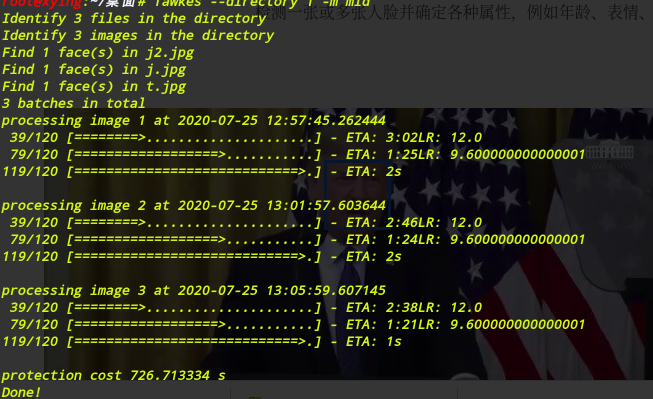 root@xying:~/桌面# fawkes --directory 1 -m mid
检测一张或多张人脸并确定各种属性，例如年龄、表情、
Identify 3 files in the directory
Identify 3 images in the directory
Find 1 face(s) in j2.jpg
Find 1 face(s) in j.jpg
Find 1 face(s) in t.jpg
3 batches in total
processing image 1 at 2020-07-25 12:57:45.262444
39/120 [========>.....................] - ETA: 3:02LR: 12.0
79/120 [==================>...........] - ETA: 1:25LR: 9.600000000000001
119/120 [============================>.] - ETA: 2s
processing image 2 at 2020-07-25 13:01:57.603644
39/120 [========>.....................] - ETA: 2:46LR: 12.0
79/120 [==================>...........] - ETA: 1:24LR: 9.600000000000001
119/120 [============================>.] - ETA: 2s
processing image 3 at 2020-07-25 13:05:59.607145
39/120 [========>.....................] - ETA: 2:38LR: 12.0
79/120 [==================>...........] - ETA: 1:21LR: 9.600000000000001
119/120 [============================>.] - ETA: 1s
protection cost 726.713334 s
Done!